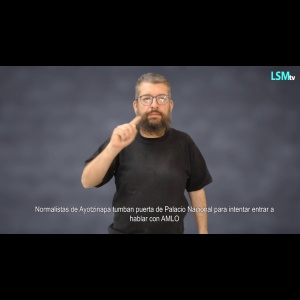 LSMtv
Normalistas de Ayotzinapa tumban puerta de Palacio Nacional para intentar entrar a
hablar con AMLO